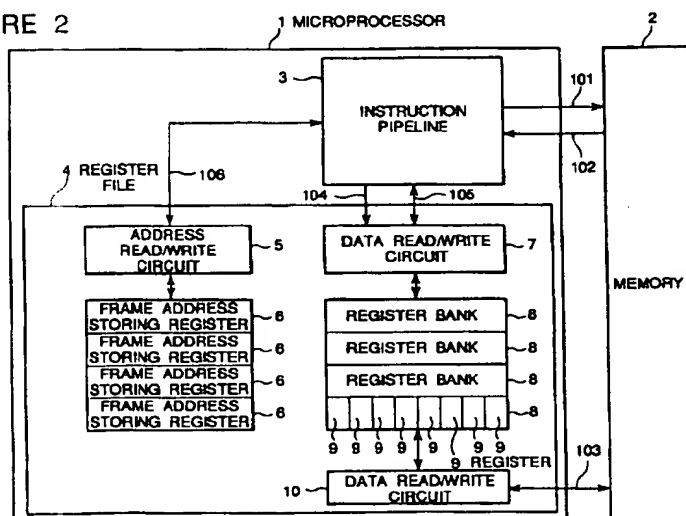 RE 2
1 MICROPROCESSOR
2
3
INSTRUCTION
PIPELINE
101
102
4 REGISTER
FILE
106
104
105
ADDRESS
READ/WRITE
CIRCUIT
5
DATA READ/WRITE
CIRCUIT
7
MEMORY
FRAME ADDRESS
STORING REGISTER
6
FRAME ADDRESS
STORING REGISTER
6
FRAME ADDRESS
STORING REGISTER
6
FRAME ADDRESS
STORING REGISTER
6
REGISTER BANK
8
REGISTER BANK
8
REGISTER BANK
8
8
9 9 9 9 9 9 9 9
REGISTER
103
10
DATA READ/WRITE
CIRCUIT